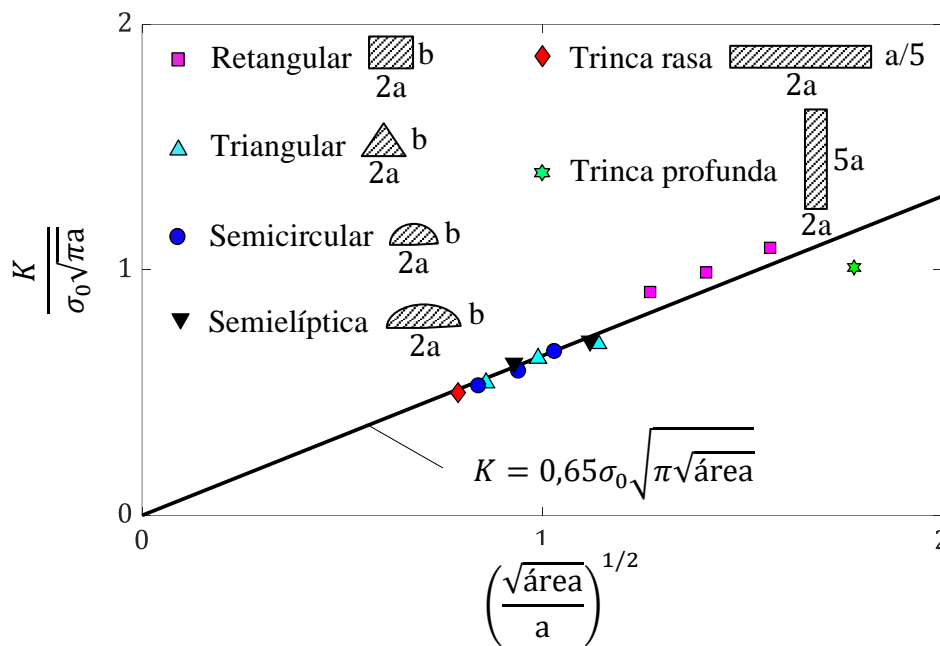 2
Retangular b
2a
Trinca rasa a/5
2a
Triangular b
2a
Trinca profunda 5a
2a
Semicircular b
2a
Semielíptica b
2a
K
σ₀√πa
1
K = 0,65σ₀√π√área
0
0 1 2
(√área / a)^1/2